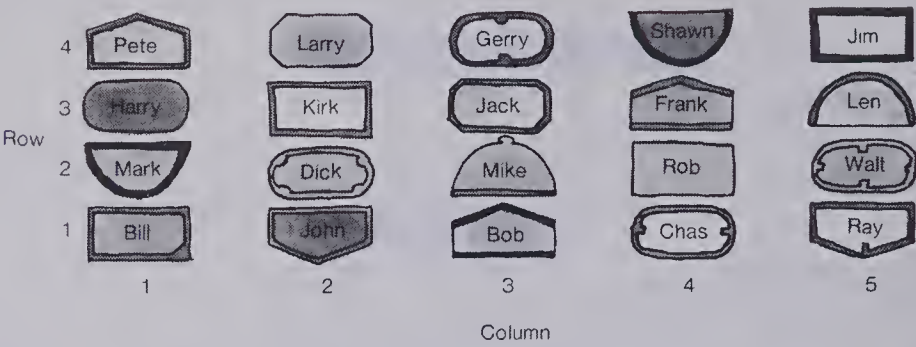 4 Pete Larry Gerry Shawn Jim
3 Harry Kirk Jack Frank Len
Row
2 Mark Dick Mike Rob Walt
1 Bill John Bob Chas Ray
1 2 3 4 5
Column